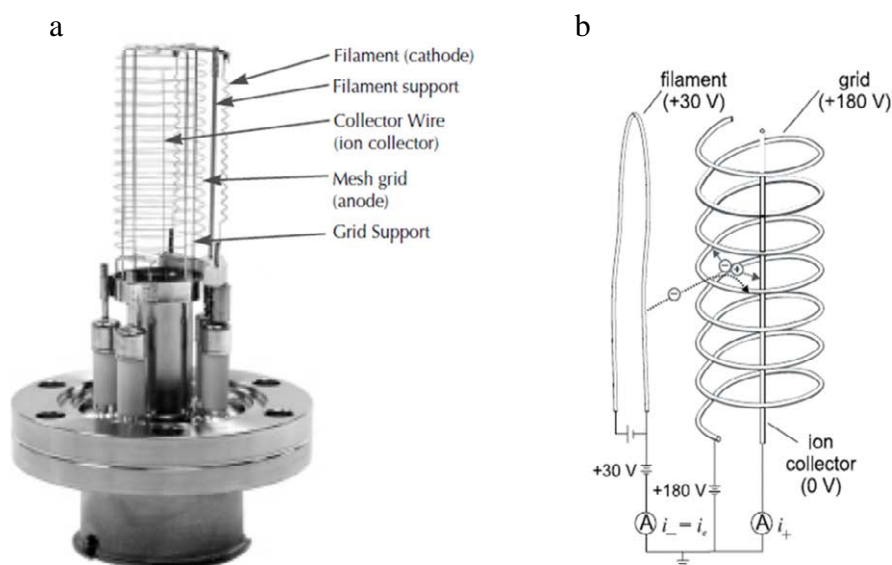 a
Filament (cathode)
Filament support
Collector Wire
(ion collector)
Mesh grid
(anode)
Grid Support
b
filament
(+30 V)
grid
(+180 V)
−
−
+
ion
collector
(0 V)
+30 V
+180 V
A i_ = iₑ
A i₊